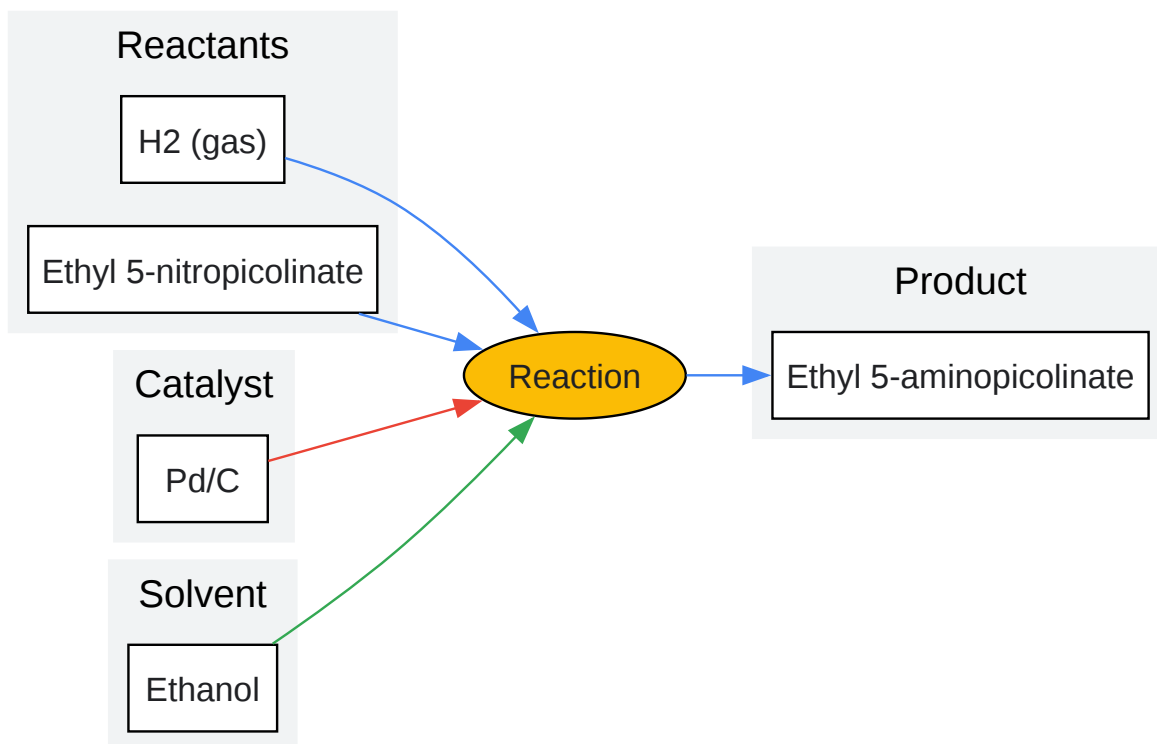 Reactants
H2 (gas)
Ethyl 5-nitropicolinate
Catalyst
Pd/C
Solvent
Ethanol
Reaction
Product
Ethyl 5-aminopicolinate